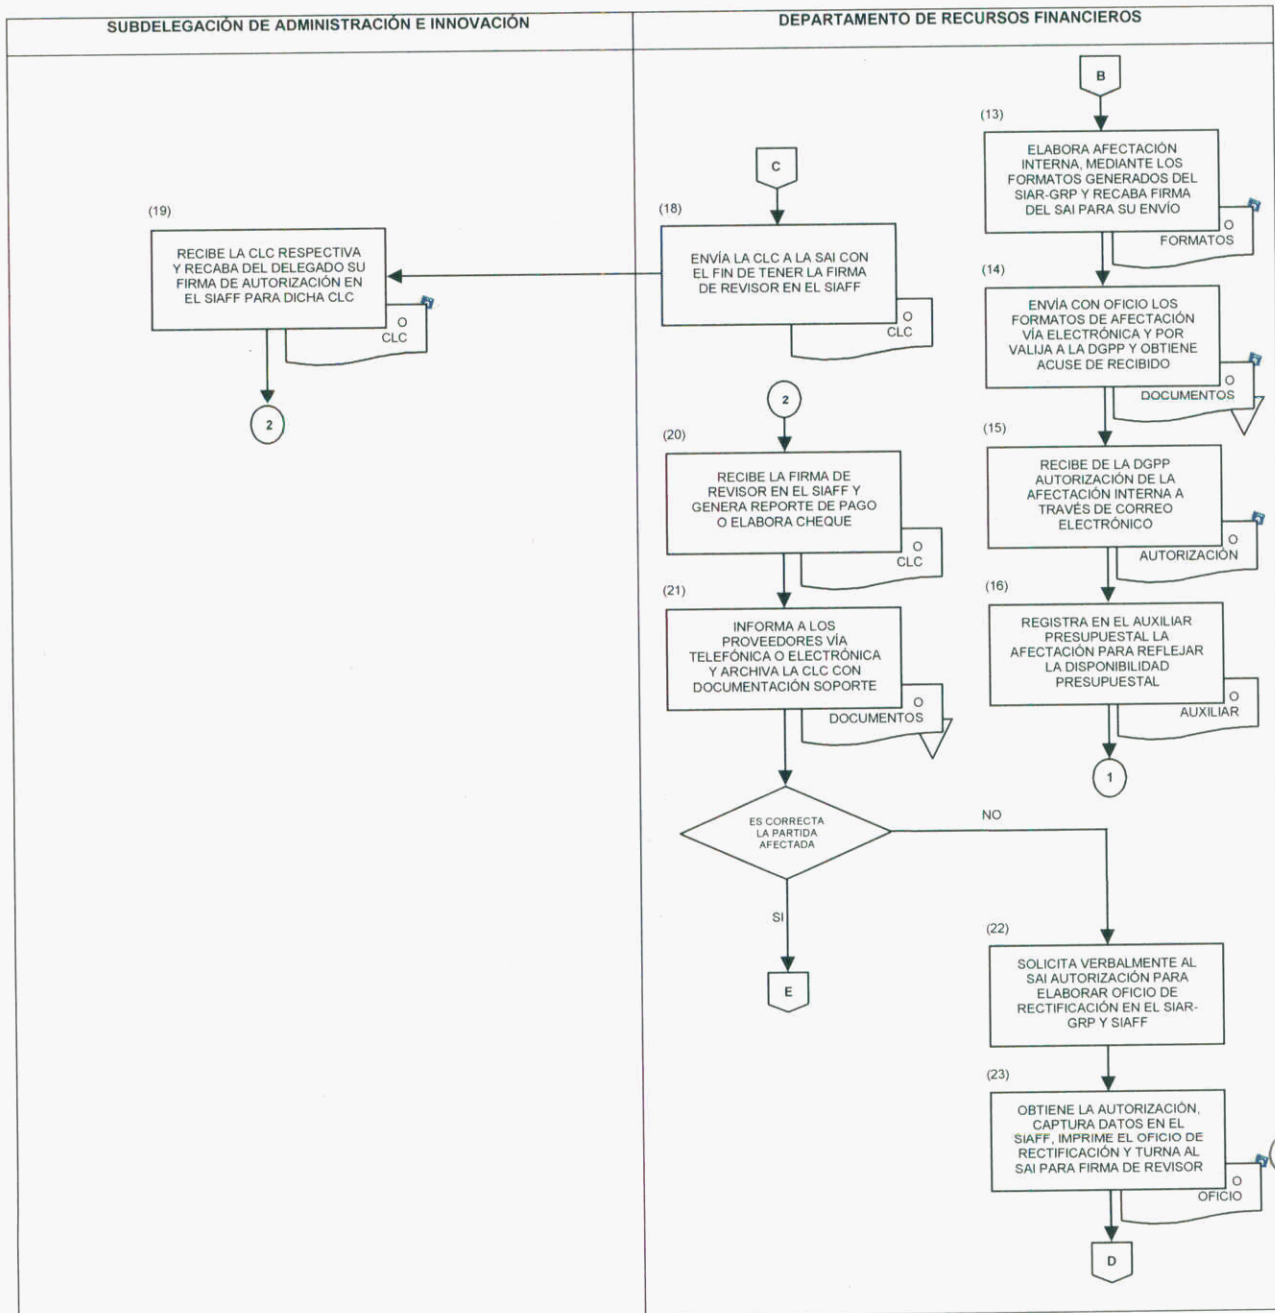 SUBDELEGACIÓN DE ADMINISTRACIÓN E INNOVACIÓN
DEPARTAMENTO DE RECURSOS FINANCIEROS
B
(13)
ELABORA AFECTACIÓN
INTERNA, MEDIANTE LOS
FORMATOS GENERADOS DEL
SIAR-GRP Y RECABA FIRMA
DEL SAI PARA SU ENVÍO
O
FORMATOS
(14)
ENVÍA CON OFICIO LOS
FORMATOS DE AFECTACIÓN
VÍA ELECTRÓNICA Y POR
VALIJA A LA DGPP Y OBTIENE
ACUSE DE RECIBIDO
O
DOCUMENTOS
(15)
RECIBE DE LA DGPP
AUTORIZACIÓN DE LA
AFECTACIÓN INTERNA A
TRAVÉS DE CORREO
ELECTRÓNICO
O
AUTORIZACIÓN
(16)
REGISTRA EN EL AUXILIAR
PRESUPUESTAL LA
AFECTACIÓN PARA REFLEJAR
LA DISPONIBILIDAD
PRESUPUESTAL
O
AUXILIAR
1
C
(18)
ENVÍA LA CLC A LA SAI CON
EL FIN DE TENER LA FIRMA
DE REVISOR EN EL SIAFF
O
CLC
(19)
RECIBE LA CLC RESPECTIVA
Y RECABA DEL DELEGADO SU
FIRMA DE AUTORIZACIÓN EN
EL SIAFF PARA DICHA CLC
O
CLC
2
2
(20)
RECIBE LA FIRMA DE
REVISOR EN EL SIAFF Y
GENERA REPORTE DE PAGO
O ELABORA CHEQUE
O
CLC
(21)
INFORMA A LOS
PROVEEDORES VÍA
TELEFÓNICA O ELECTRÓNICA
Y ARCHIVA LA CLC CON
DOCUMENTACIÓN SOPORTE
O
DOCUMENTOS
ES CORRECTA
LA PARTIDA
AFECTADA
NO
SI
E
(22)
SOLICITA VERBALMENTE AL
SAI AUTORIZACIÓN PARA
ELABORAR OFICIO DE
RECTIFICACIÓN EN EL SIAR-
GRP Y SIAFF
(23)
OBTIENE LA AUTORIZACIÓN,
CAPTURA DATOS EN EL
SIAFF, IMPRIME EL OFICIO DE
RECTIFICACIÓN Y TURNA AL
SAI PARA FIRMA DE REVISOR
O
OFICIO
D